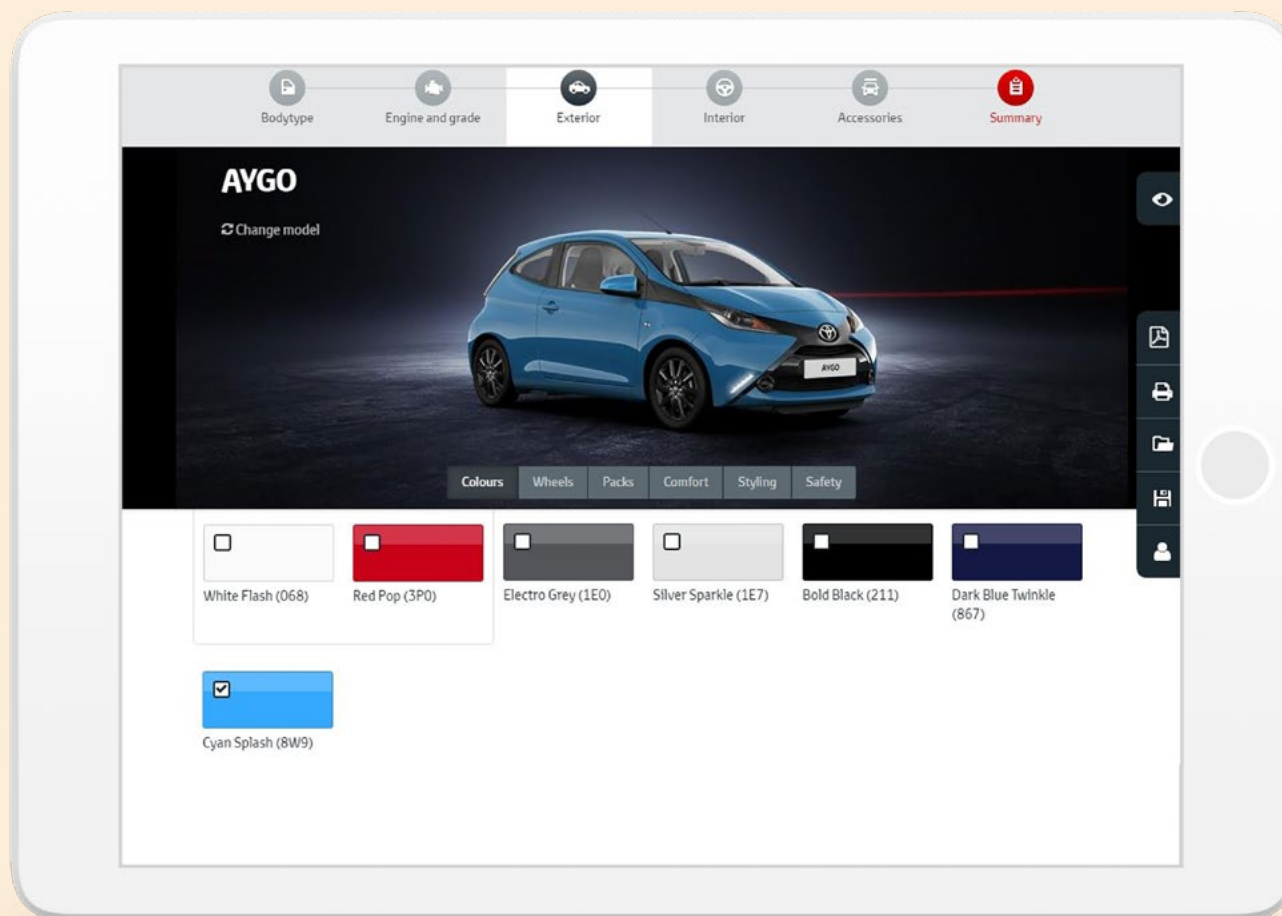 Bodytype
Engine and grade
Exterior
Interior
Accessories
Summary
AYGO
Change model
AYGO
Colours
Wheels
Packs
Comfort
Styling
Safety
White Flash (068)
Red Pop (3P0)
Electro Grey (1E0)
Silver Sparkle (1E7)
Bold Black (211)
Dark Blue Twinkle
(867)
Cyan Splash (8W9)